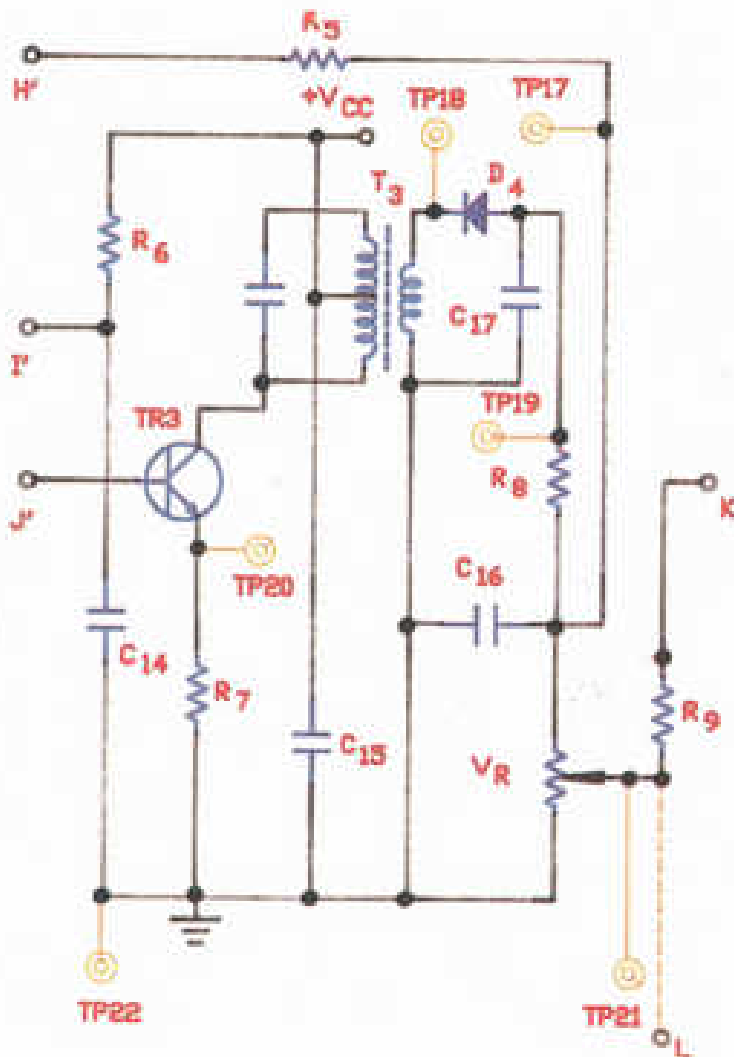 R5
H'
+VCC
TP18
TP17
T3
D4
R6
C17
I'
TP19
TR3
R8
J'
K
C16
TP20
C14
R7
R9
C15
VR
TP22
TP21
L